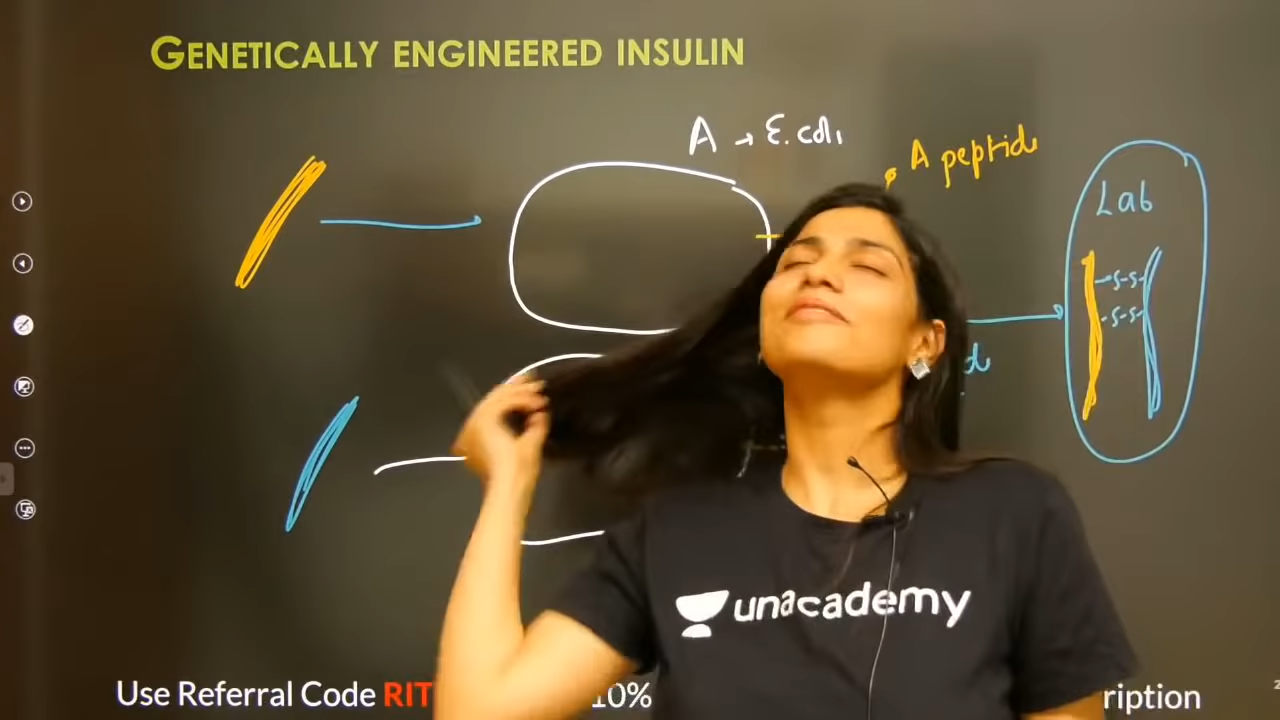 GENETICALLY ENGINEERED INSULIN
A → E.coli
A peptide
Lab
-S-S-
-S-S-
unacademy
Use Referral Code RIT 10% ription